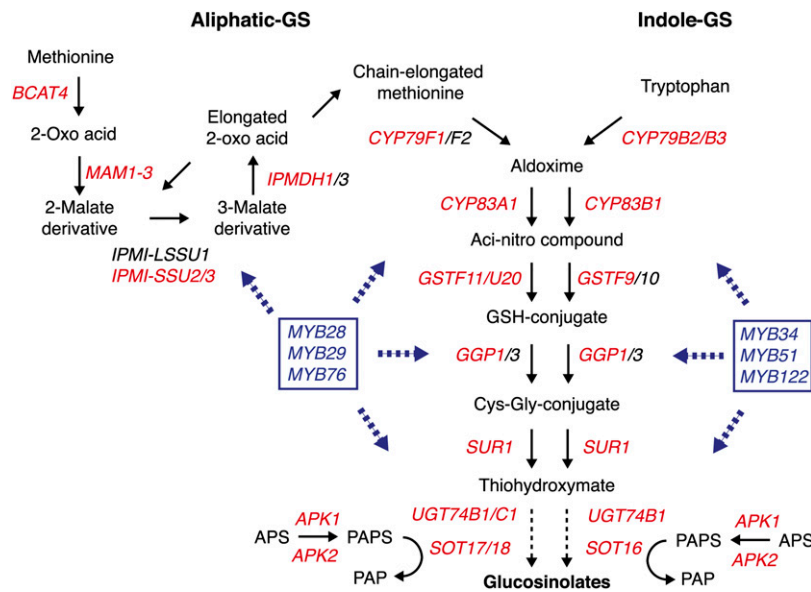 Aliphatic-GS
Indole-GS
Methionine
BCAT4
2-Oxo acid
MAM1-3
2-Malate
derivative
IPMI-LSSU1
IPMI-SSU2/3
3-Malate
derivative
IPMDH1/3
Elongated
2-oxo acid
Chain-elongated
methionine
Tryptophan
CYP79F1/F2
CYP79B2/B3
Aldoxime
CYP83A1
CYP83B1
Aci-nitro compound
GSTF11/U20
GSTF9/10
GSH-conjugate
MYB28
MYB29
MYB76
MYB34
MYB51
MYB122
GGP1/3
GGP1/3
Cys-Gly-conjugate
SUR1
SUR1
Thiohydroxymate
UGT74B1/C1
UGT74B1
APS
APK1
APK2
PAPS
PAP
SOT17/18
SOT16
PAPS
APK1
APK2
APS
PAP
Glucosinolates